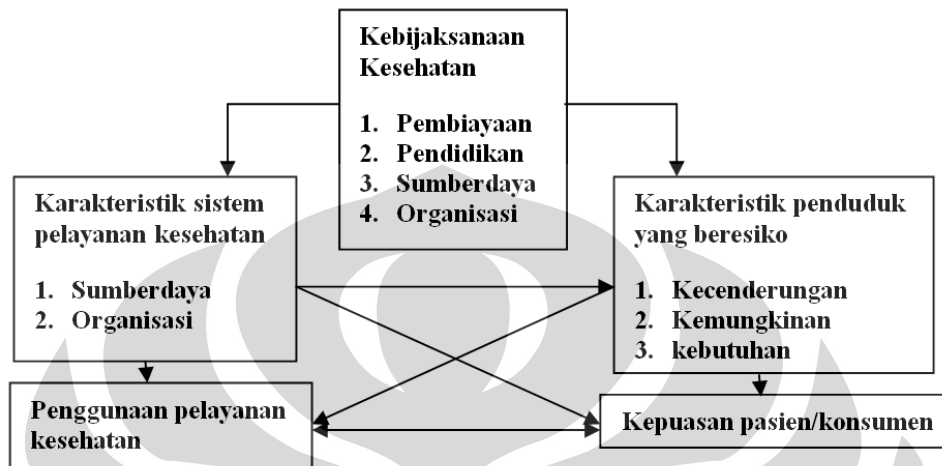 Kebijaksanaan
Kesehatan
1. Pembiayaan
2. Pendidikan
3. Sumberdaya
4. Organisasi
Karakteristik sistem
pelayanan kesehatan
1. Sumberdaya
2. Organisasi
Karakteristik penduduk
yang beresiko
1. Kecenderungan
2. Kemungkinan
3. kebutuhan
Penggunaan pelayanan
kesehatan
Kepuasan pasien/konsumen